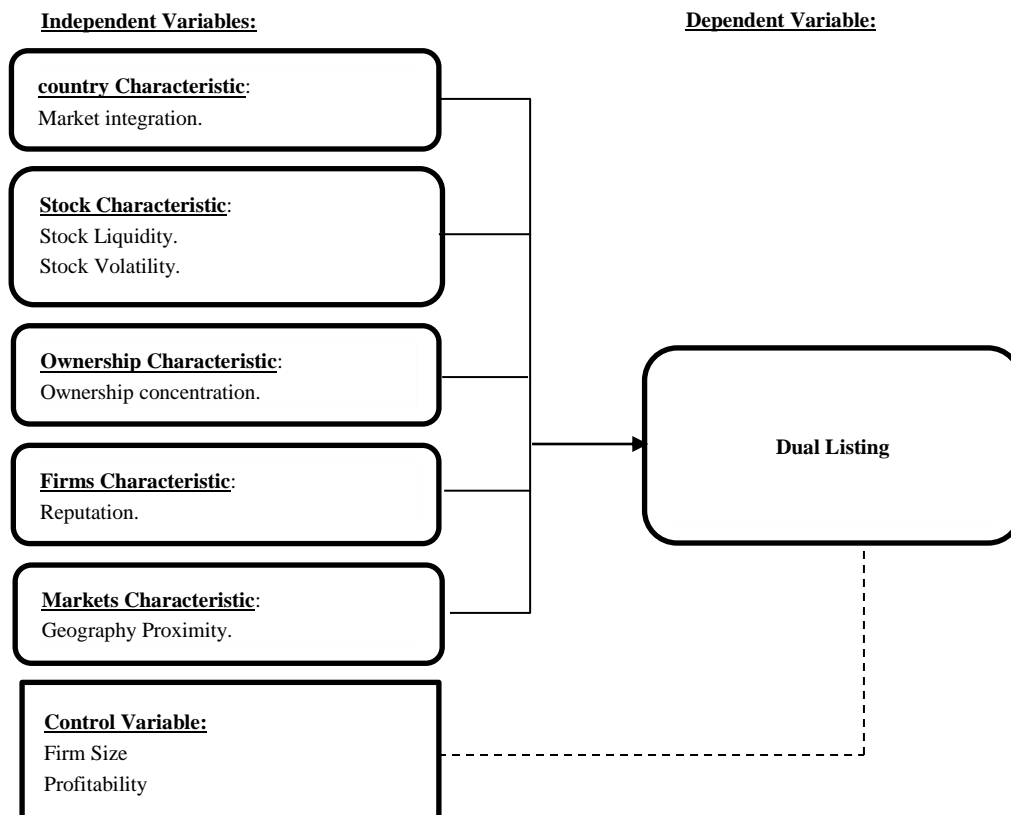 Independent Variables:
Dependent Variable:
country Characteristic:
Market integration.
Stock Characteristic:
Stock Liquidity.
Stock Volatility.
Ownership Characteristic:
Ownership concentration.
Firms Characteristic:
Reputation.
Markets Characteristic:
Geography Proximity.
Control Variable:
Firm Size
Profitability
Dual Listing